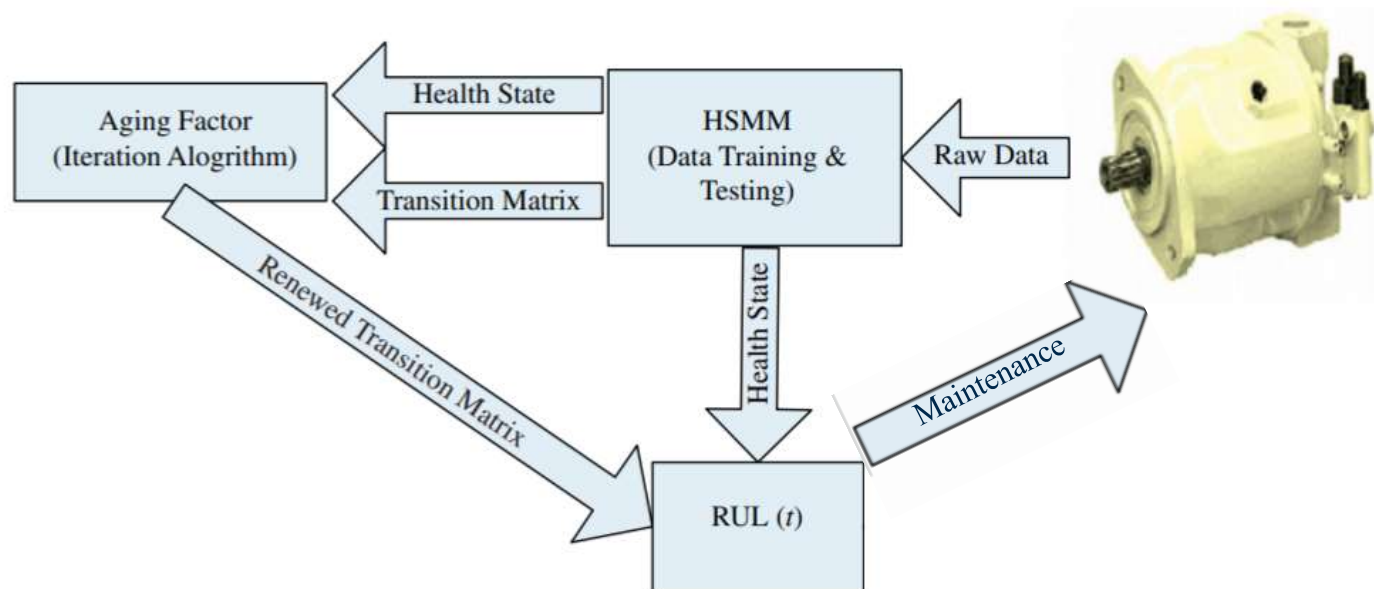 Health State
Aging Factor
(Iteration Alogrithm)
HSMM
(Data Training &
Testing)
Raw Data
Transition Matrix
Renewed Transition Matrix
Health State
Maintenance
RUL (t)